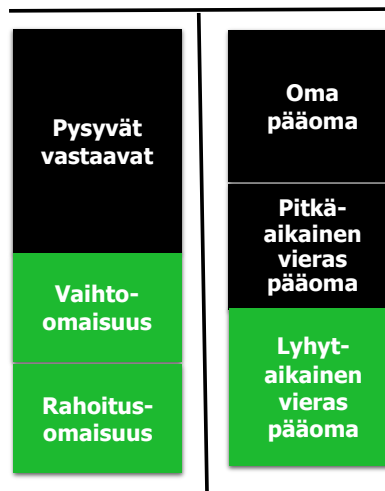 Pysyvät
vastaavat
Vaihto-
omaisuus
Rahoitus-
omaisuus
Oma
pääoma
Pitkä-
aikainen
vieras
pääoma
Lyhyt-
aikainen
vieras
pääoma